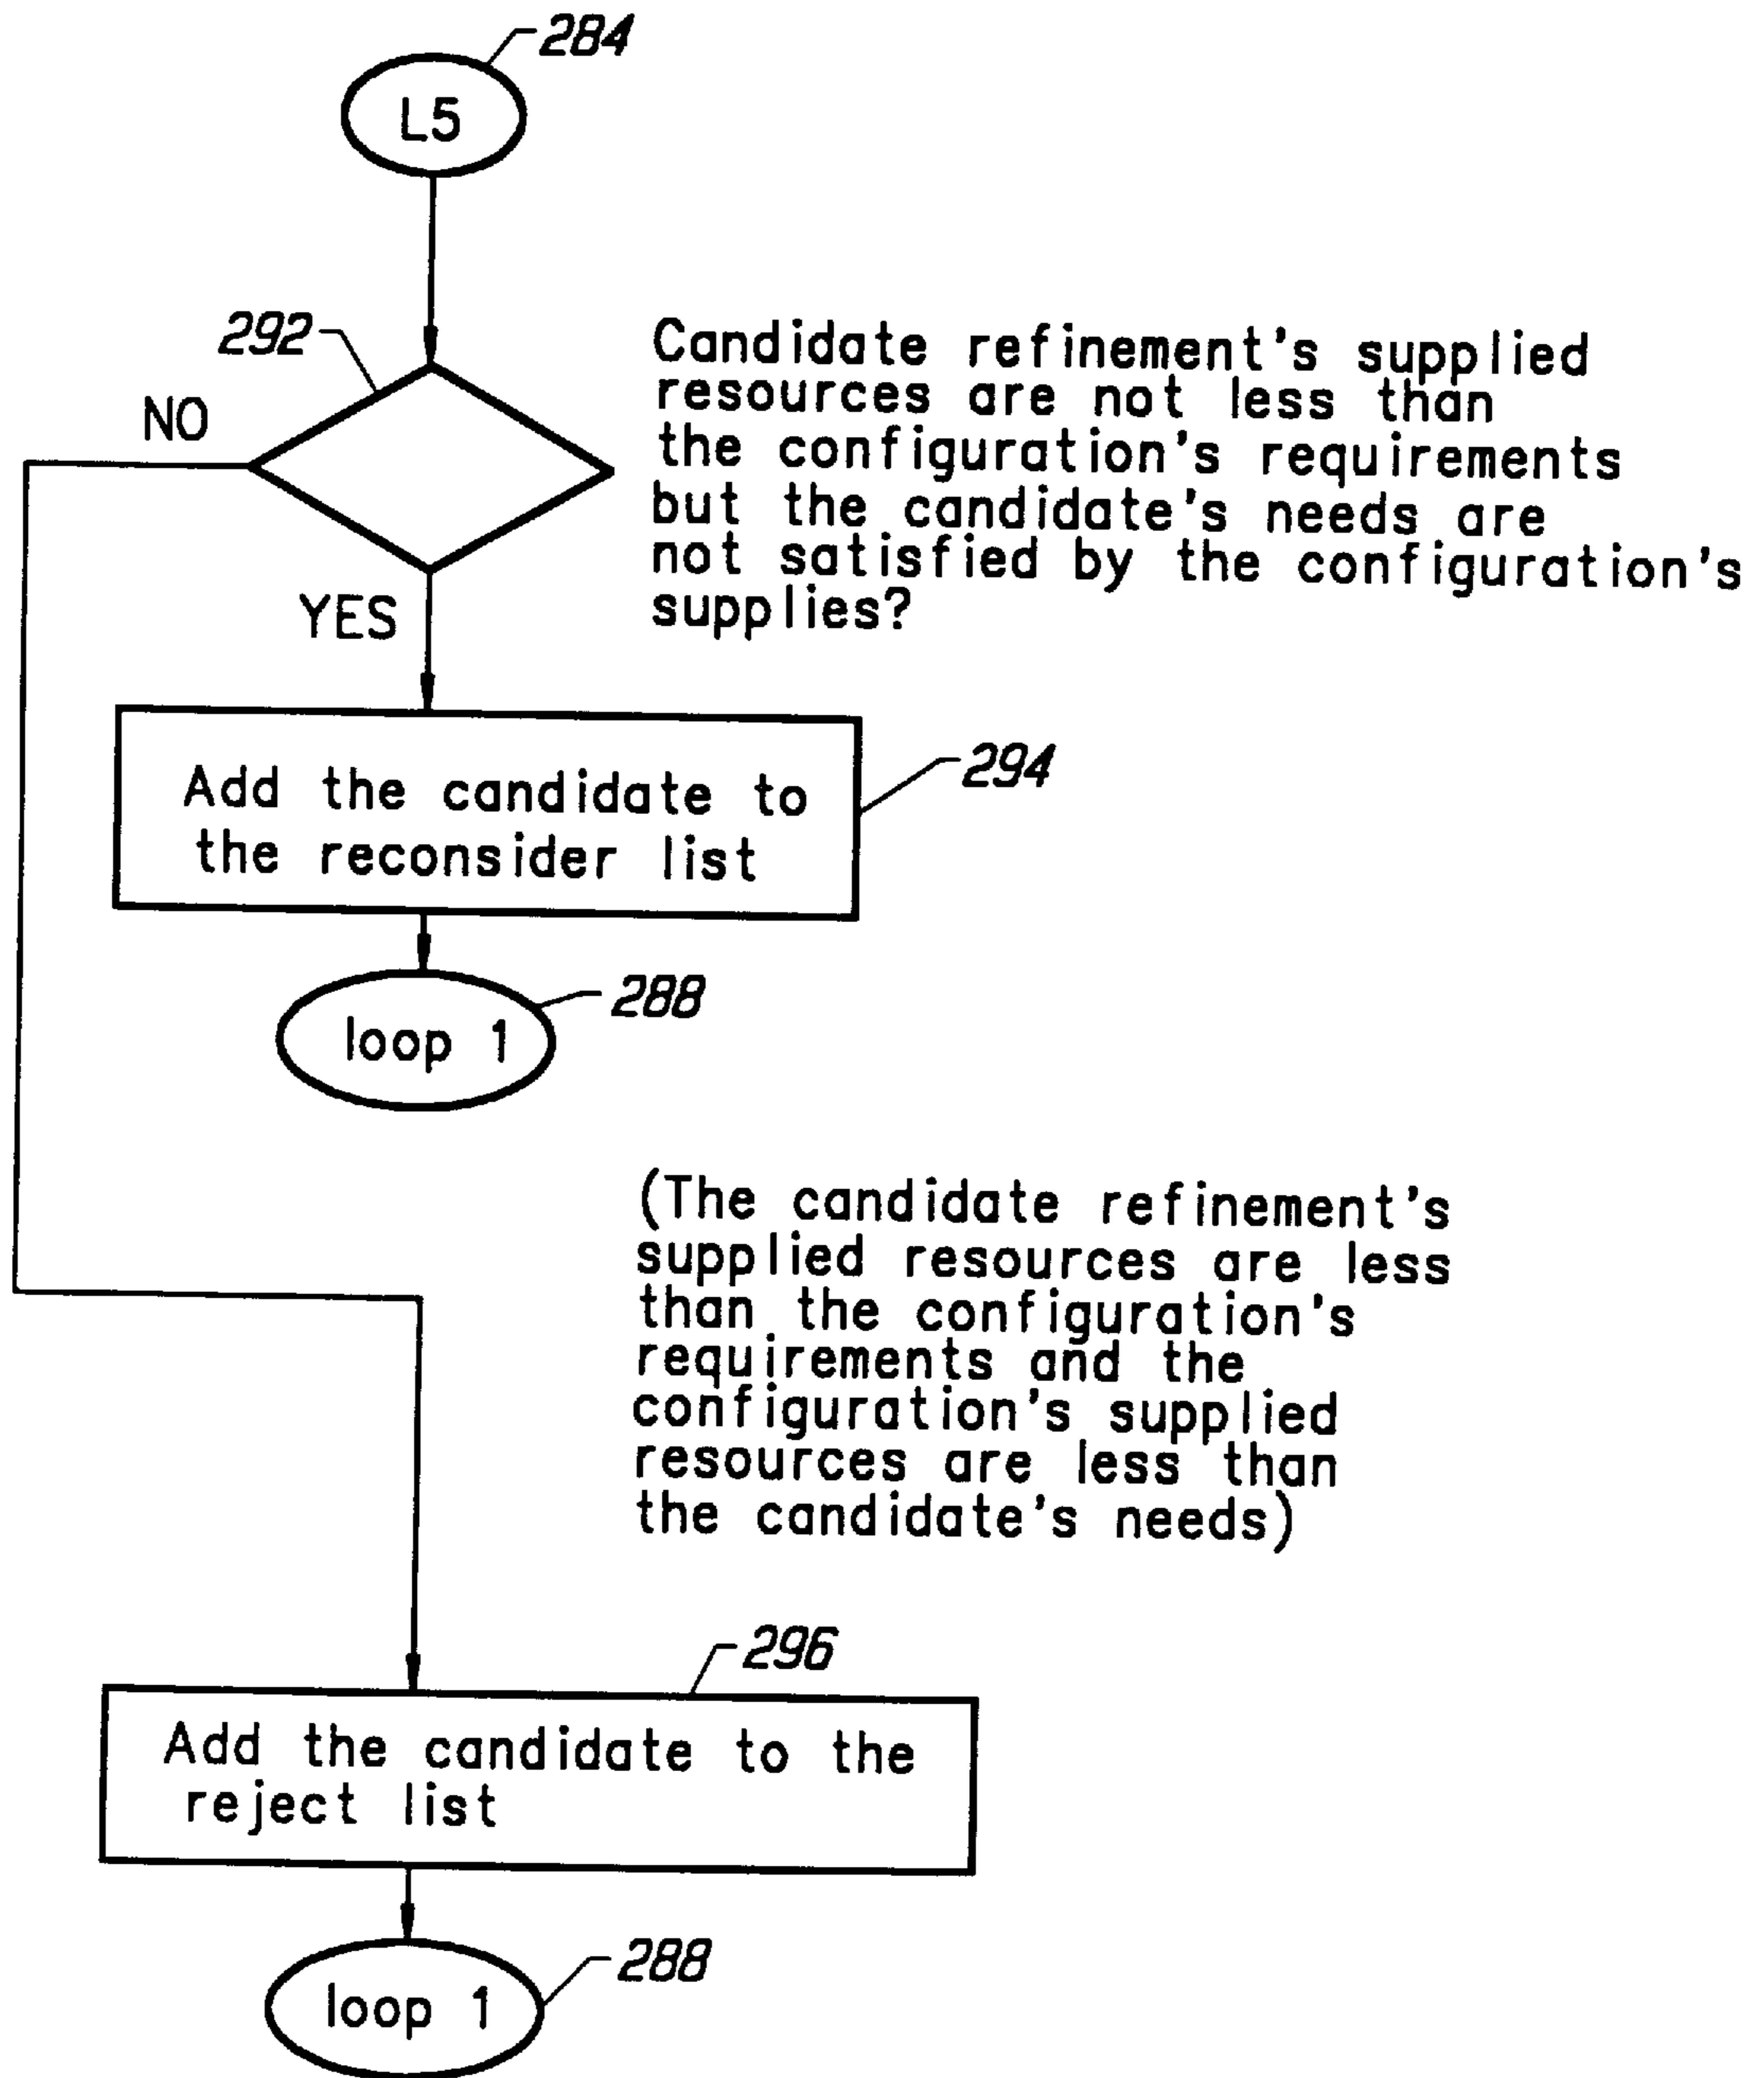 284
L5
292
NO
Candidate refinement's supplied
resources are not less than
the configuration's requirements
but the candidate's needs are
not satisfied by the configuration's
supplies?
YES
294
Add the candidate to
the reconsider list
288
loop 1
(The candidate refinement's
supplied resources are less
than the configuration's
requirements and the
configuration's supplied
resources are less than
the candidate's needs)
296
Add the candidate to the
reject list
288
loop 1